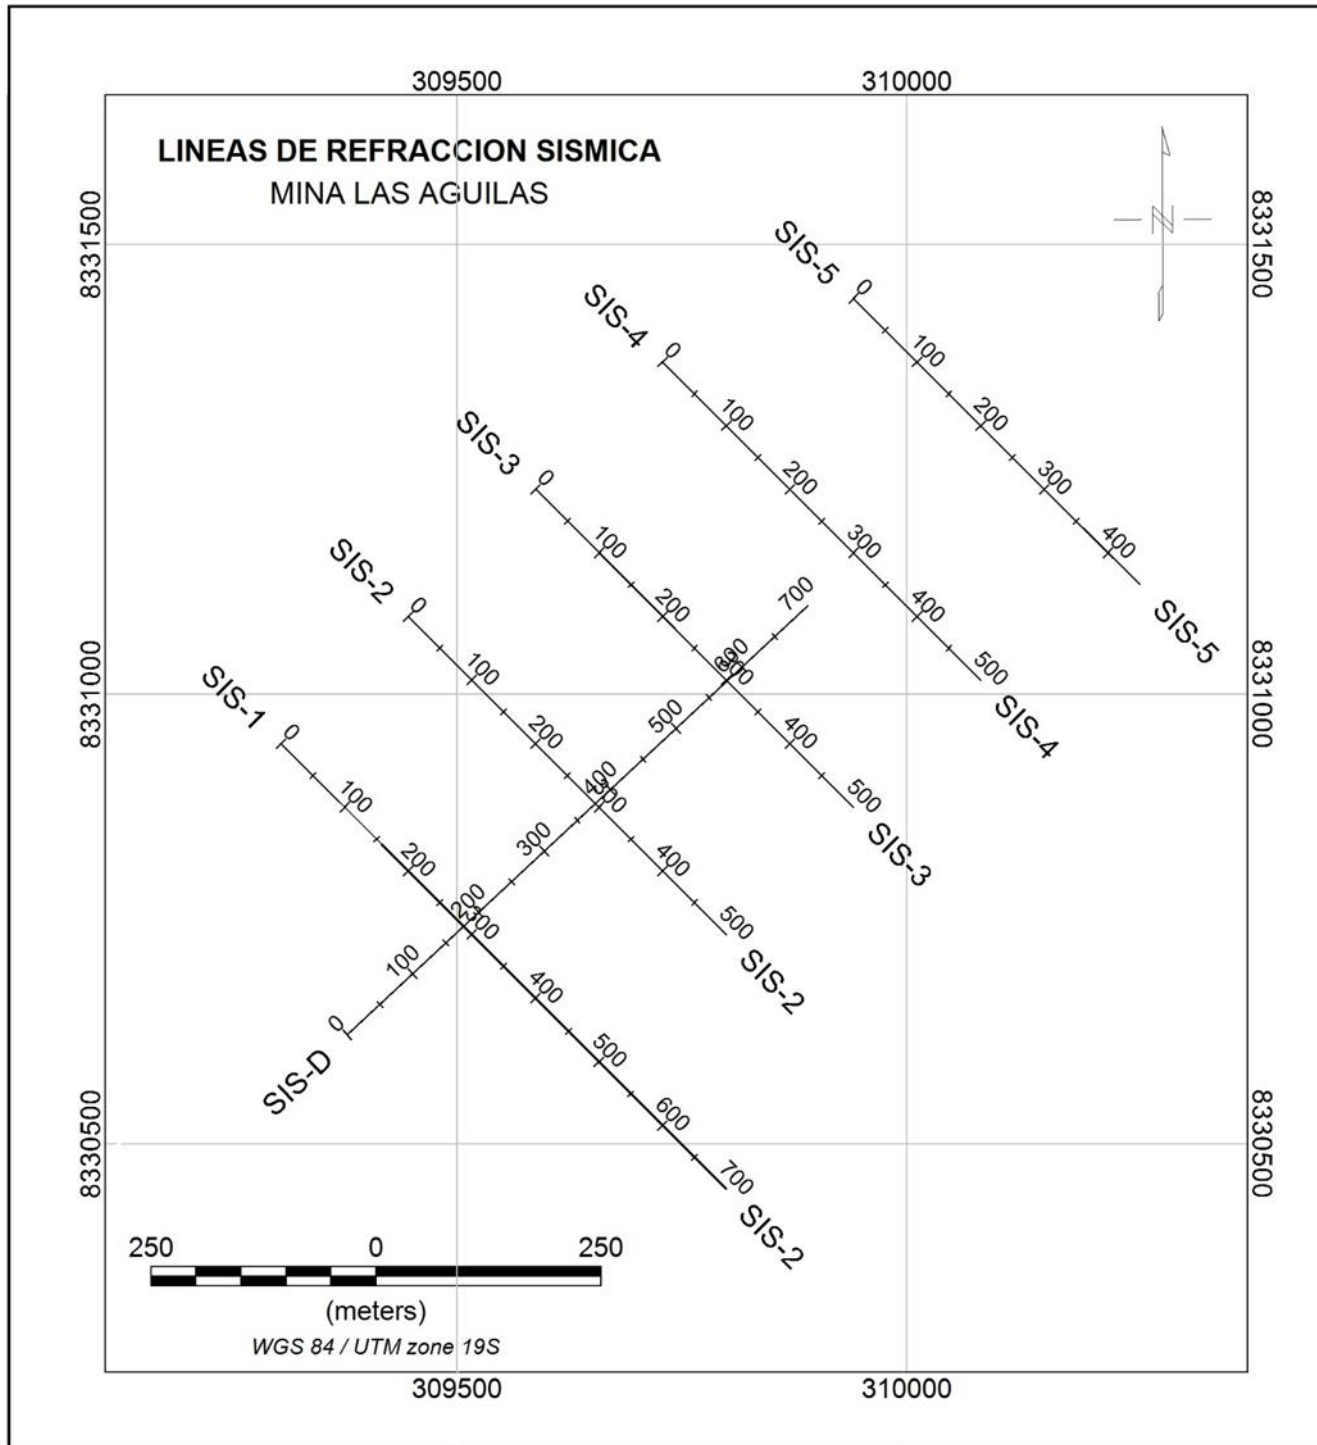 309500
310000
LINEAS DE REFRACCION SISMICA
MINA LAS AGUILAS
8331500
8331500
N
SIS-5
0
100
200
300
400
SIS-5
SIS-4
0
100
200
300
400
500
SIS-4
SIS-3
0
100
200
300
400
500
SIS-3
SIS-2
0
100
200
300
400
500
SIS-2
8331000
8331000
SIS-1
0
100
200
300
400
500
600
700
SIS-2
SIS-D
0
100
200
300
400
500
600
700
8330500
8330500
250 0 250
(meters)
WGS 84 / UTM zone 19S
309500
310000